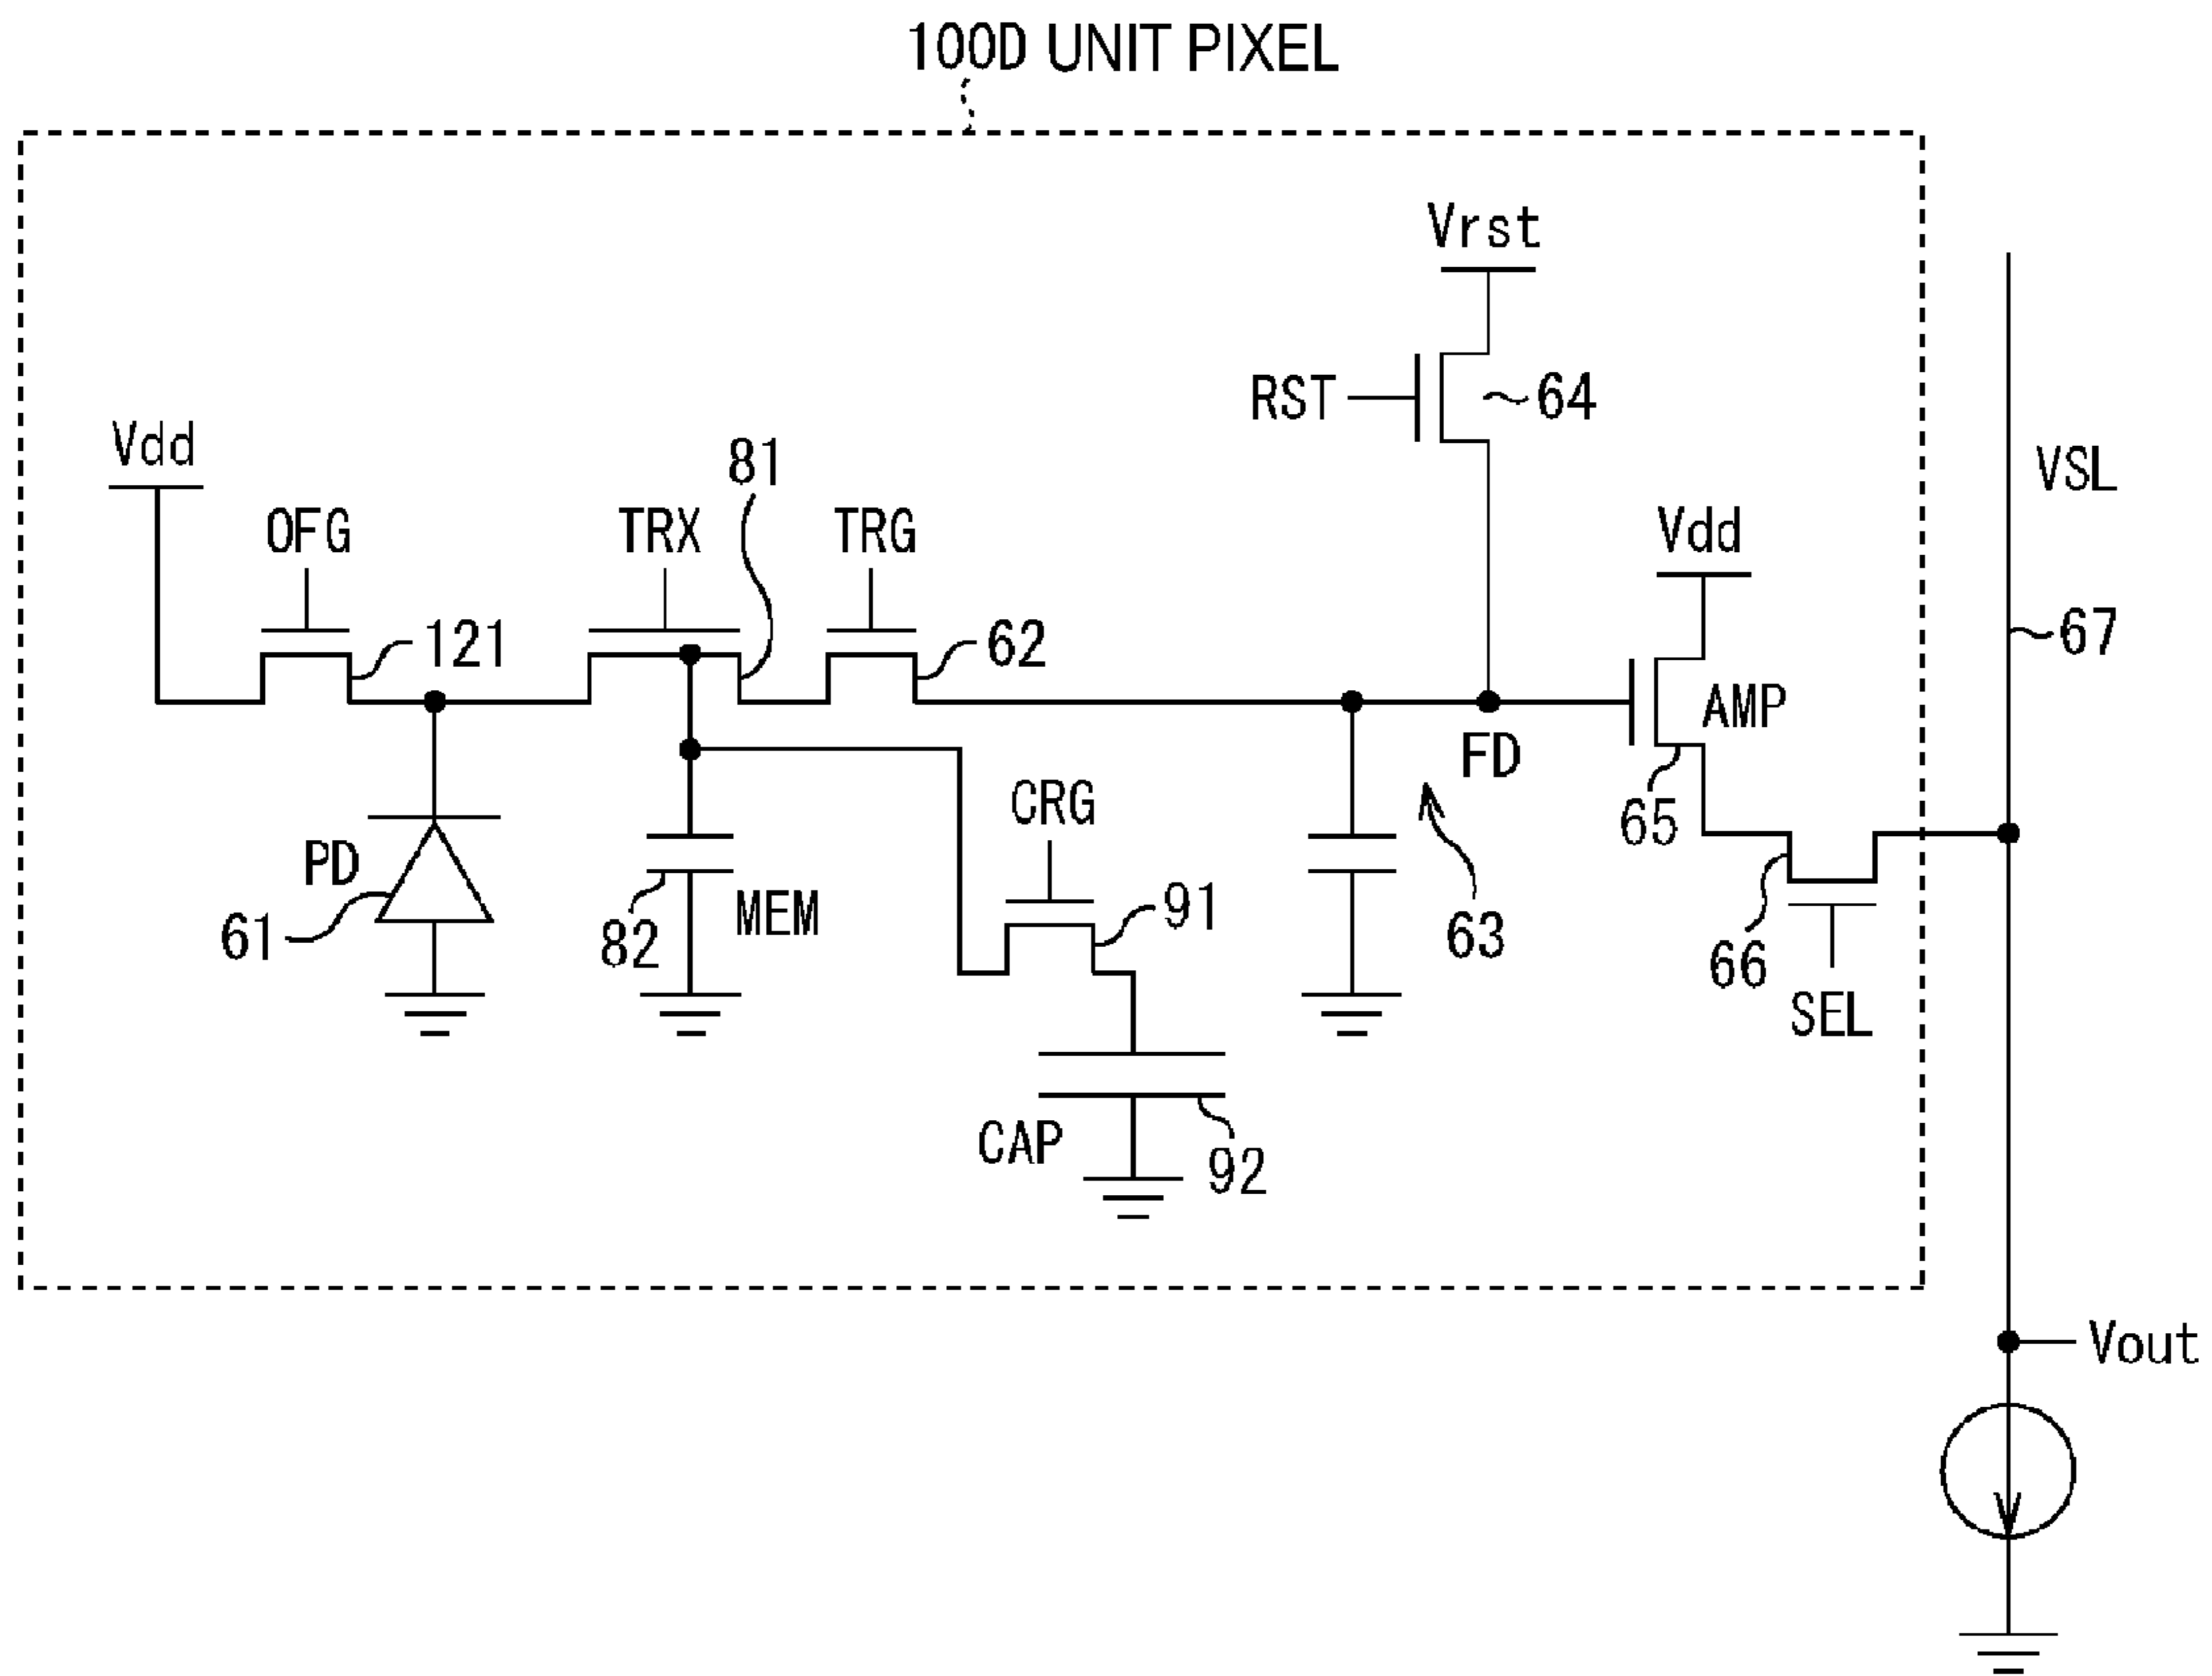 100D UNIT PIXEL
Vrst
RST
64
Vdd
81
VSL
OFG
TRX
TRG
Vdd
121
62
67
AMP
FD
CRG
65
PD
91
61
82
MEM
63
66
SEL
CAP
92
Vout